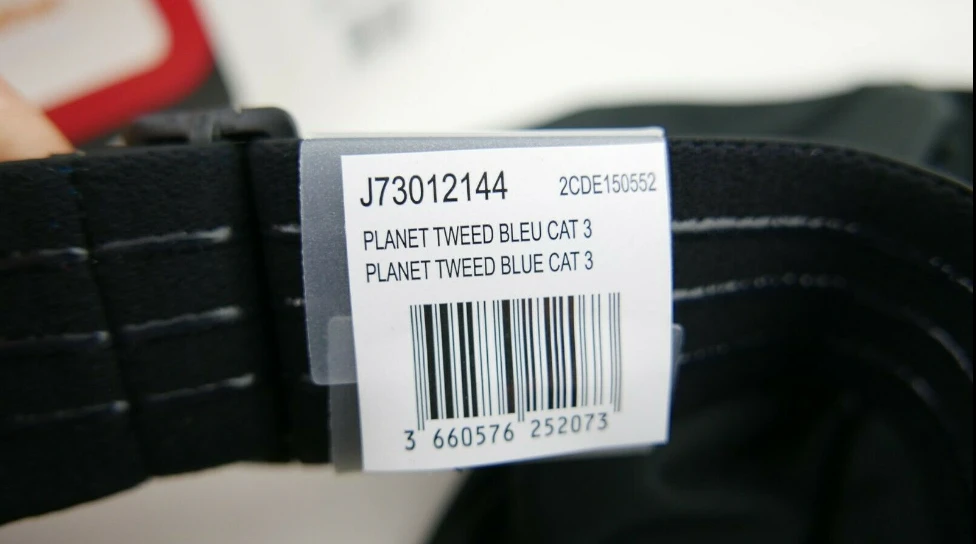 J73012144 2CDE150552
PLANET TWEED BLEU CAT 3
PLANET TWEED BLUE CAT 3
3 660576 252073